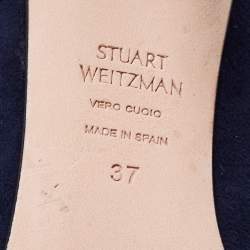 STUART
WEITZMAN
VERO CUOIO
MADE IN SPAIN
37